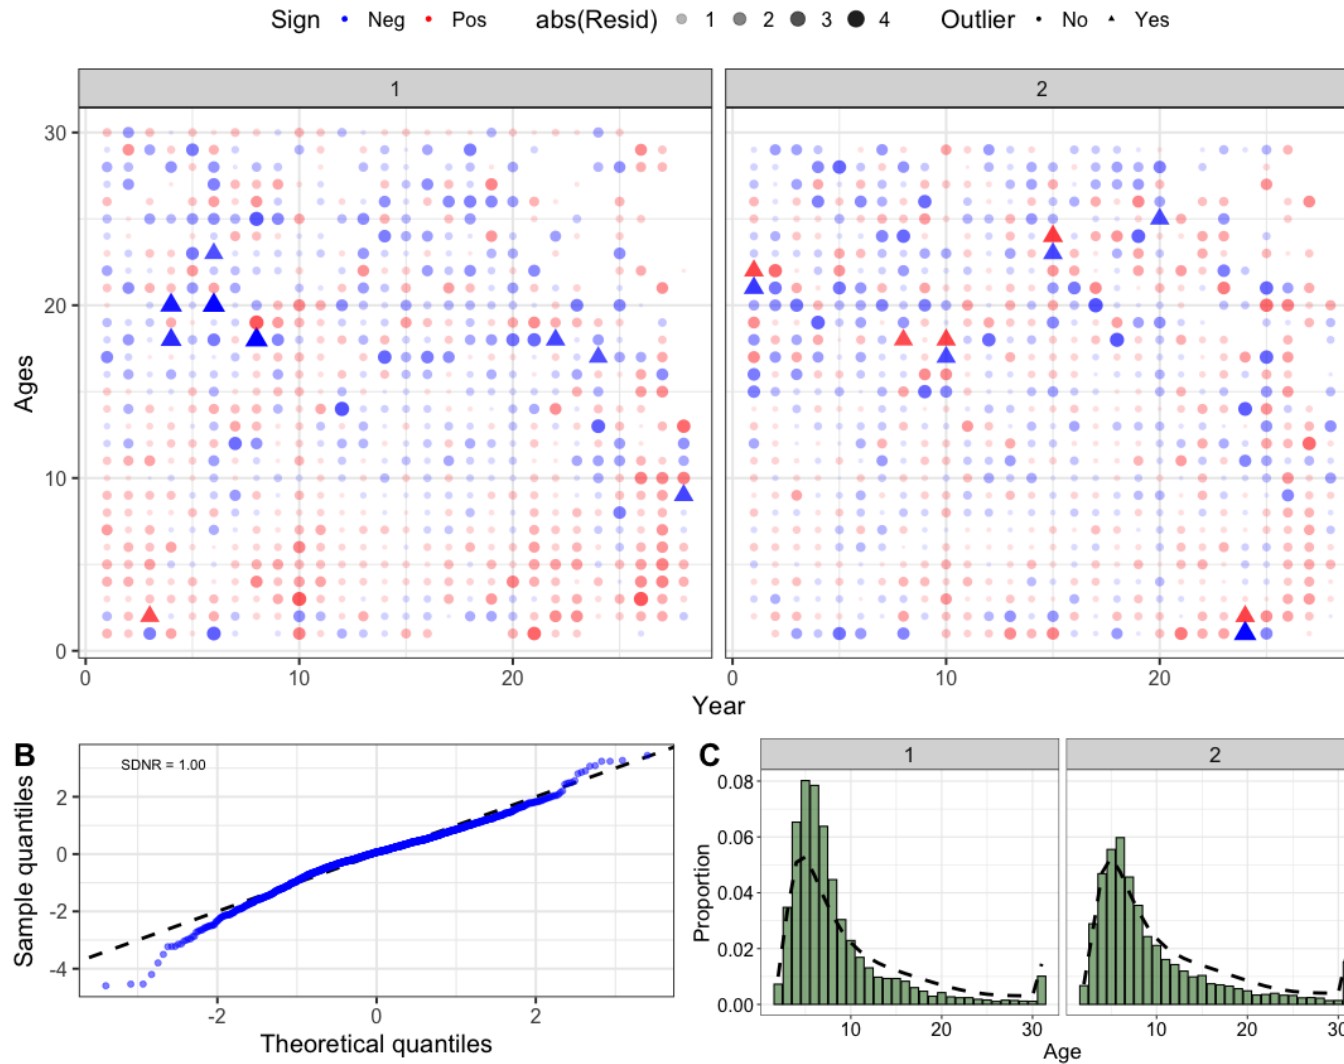 Sign Neg Pos abs(Resid) 1 2 3 4 Outlier No Yes
1 2
30
20
10
0
Ages
0 10 20 0 10 20
Year
B
SDNR = 1.00
2
0
-2
-4
Sample quantiles
-2 0 2
Theoretical quantiles
C
1 2
0.08
0.06
0.04
0.02
0.00
Proportion
10 20 30 10 20 30
Age